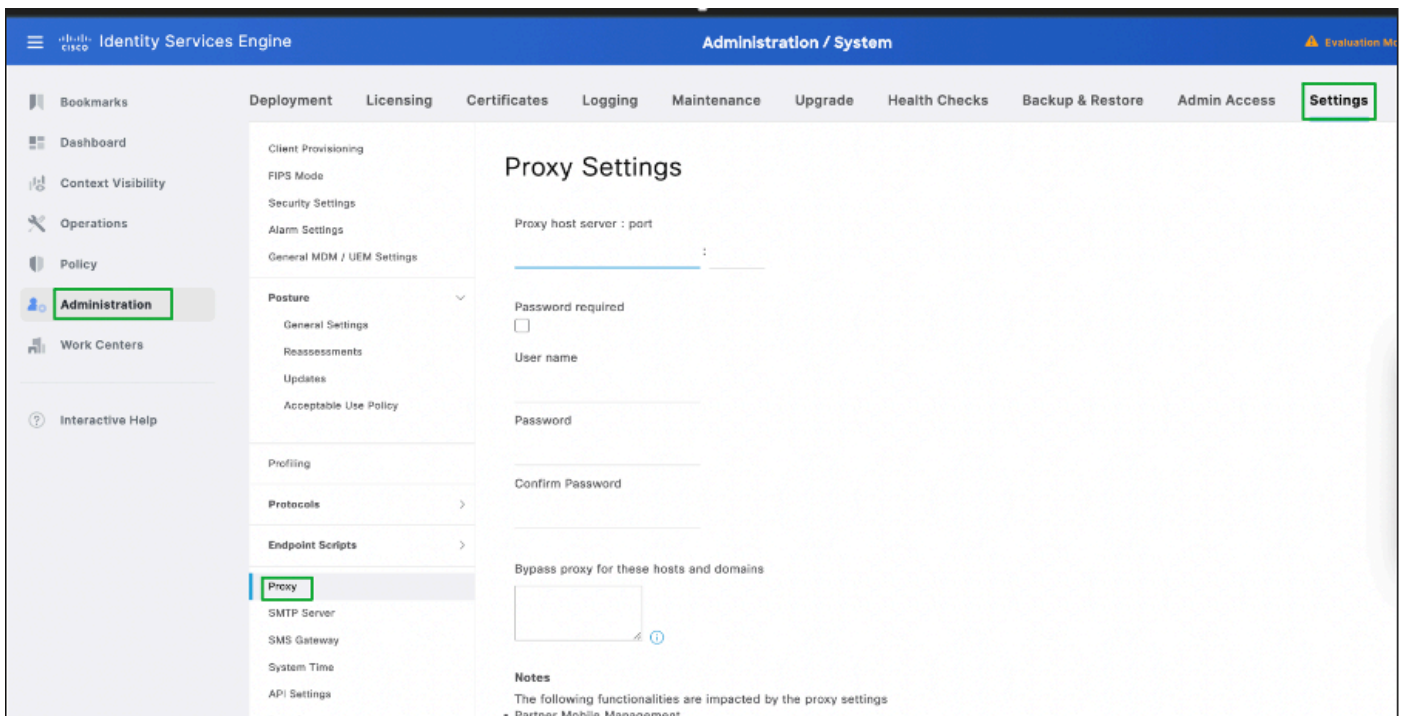 cisco Identity Services Engine
Administration / System
Evaluation Mo
Bookmarks
Dashboard
Context Visibility
Operations
Policy
Administration
Work Centers
Interactive Help
Deployment Licensing Certificates Logging Maintenance Upgrade Health Checks Backup & Restore Admin Access Settings
Client Provisioning
FIPS Mode
Security Settings
Alarm Settings
General MDM / UEM Settings
Posture
General Settings
Reassessments
Updates
Acceptable Use Policy
Profiling
Protocols
Endpoint Scripts
Proxy
SMTP Server
SMS Gateway
System Time
API Settings
Proxy Settings
Proxy host server : port
:
Password required
User name
Password
Confirm Password
Bypass proxy for these hosts and domains
Notes
The following functionalities are impacted by the proxy settings
• Partner Mobile Management